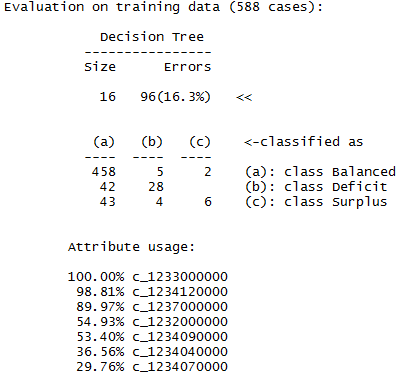 Evaluation on training data (588 cases):
Decision Tree
----------------
Size Errors
16 96(16.3%) <<
(a) (b) (c) <-classified as
---- ---- ----
458 5 2 (a): class Balanced
42 28 (b): class Deficit
43 4 6 (c): class Surplus
Attribute usage:
100.00% c_1233000000
98.81% c_1234120000
89.97% c_1237000000
54.93% c_1232000000
53.40% c_1234090000
36.56% c_1234040000
29.76% c_1234070000